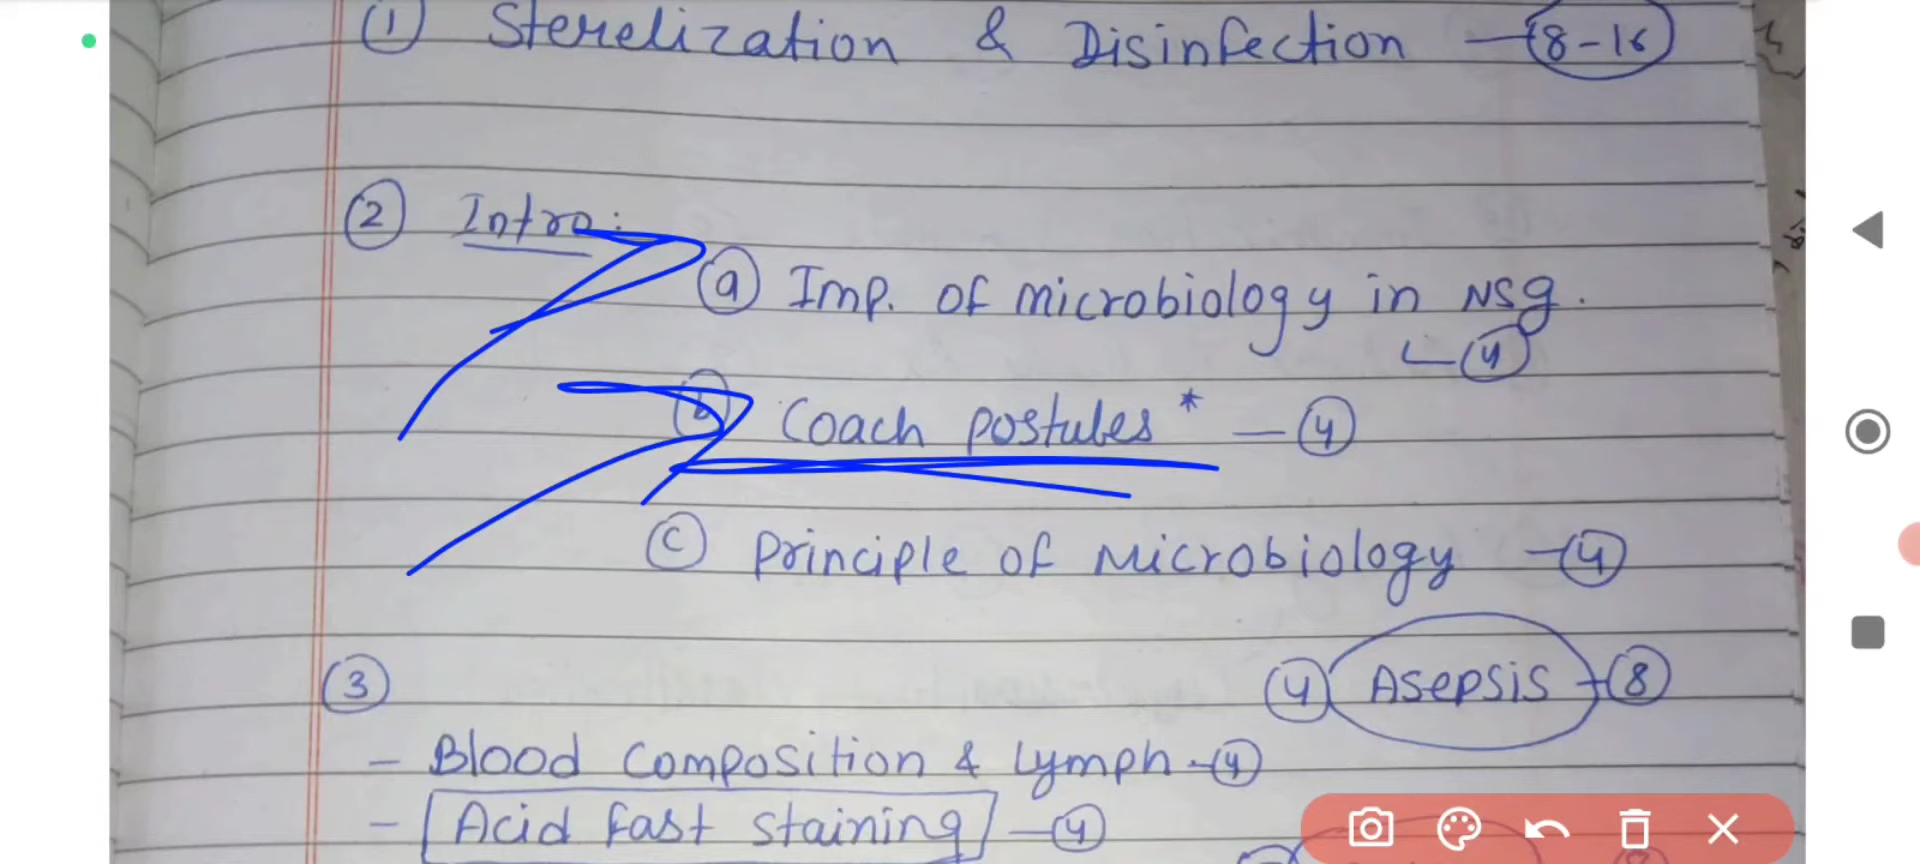 ① Sterelization & Disinfection — 8-16
② Intro:
ⓐ Imp. of microbiology in NSg.
④
ⓑ Coach postules * — ④
ⓒ principle of Microbiology — ④
③ ④ Asepsis - ⑧
- Blood Composition & lymph - ④
- Acid fast staining — ④